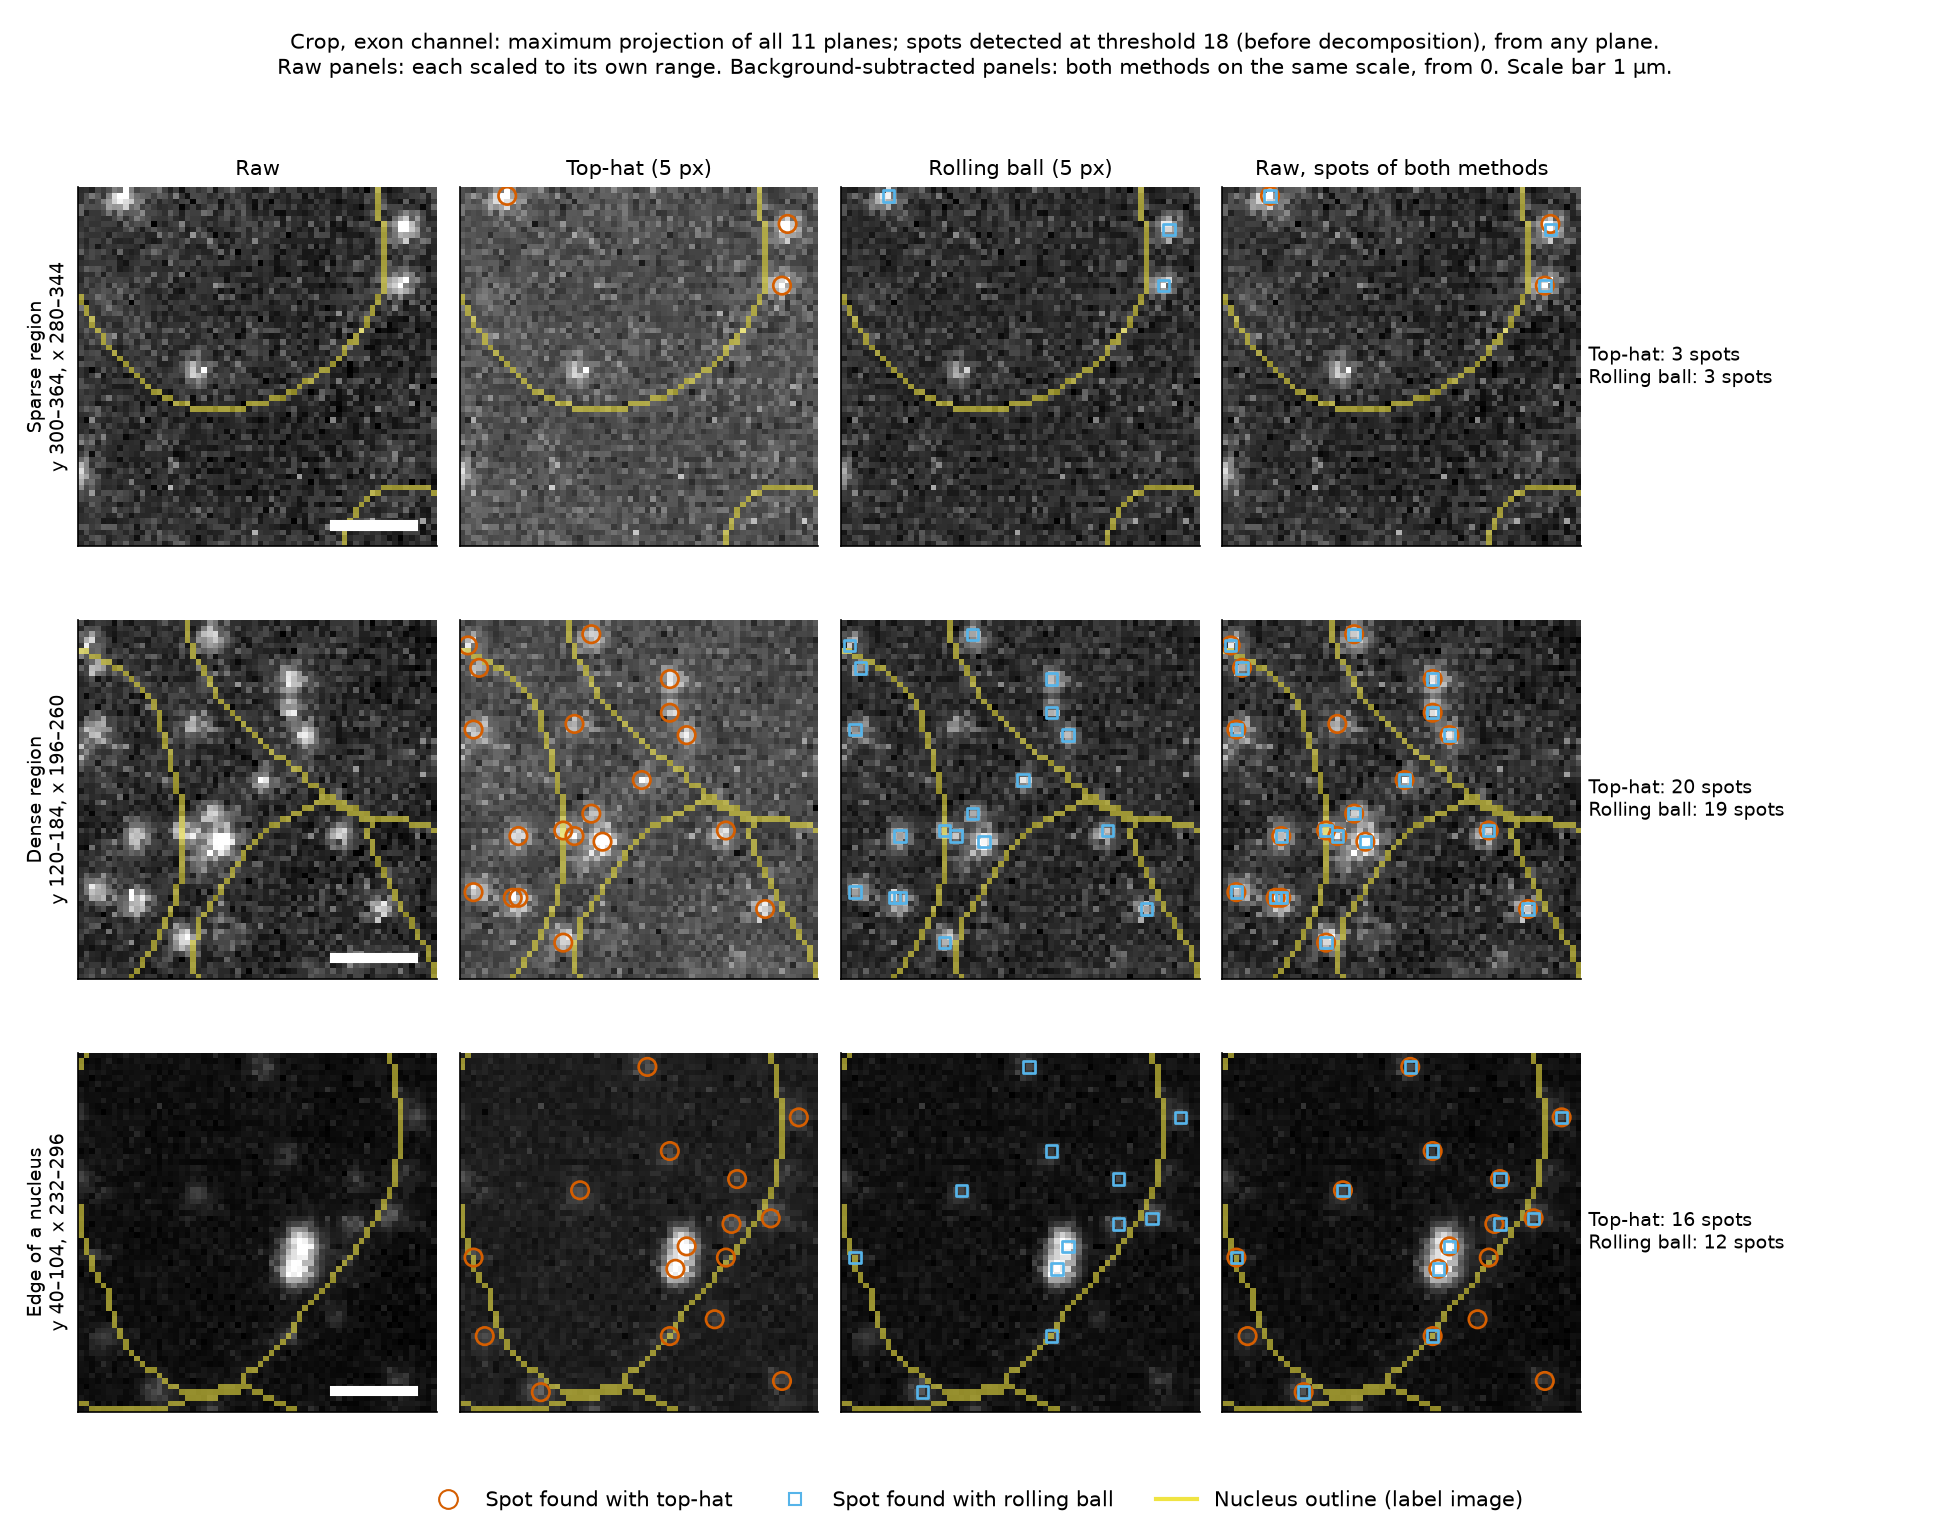 Crop, exon channel: maximum projection of all 11 planes; spots detected at threshold 18 (before decomposition), from any plane.
Raw panels: each scaled to its own range. Background-subtracted panels: both methods on the same scale, from 0. Scale bar 1 µm.
Raw
Top-hat (5 px)
Rolling ball (5 px)
Raw, spots of both methods
Sparse region
y 300–364, x 280–344
Top-hat: 3 spots
Rolling ball: 3 spots
Dense region
y 120–184, x 196–260
Top-hat: 20 spots
Rolling ball: 19 spots
Edge of a nucleus
y 40–104, x 232–296
Top-hat: 16 spots
Rolling ball: 12 spots
Spot found with top-hat
Spot found with rolling ball
Nucleus outline (label image)